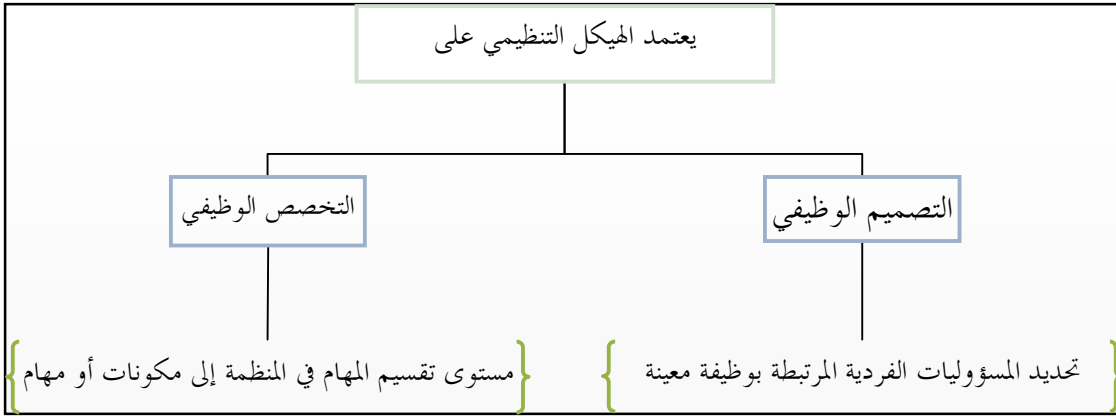 يعتمد الهيكل التنظيمي على
التصميم الوظيفي
التخصص الوظيفي
تحديد المسؤوليات الفردية المرتبطة بوظيفة معينة
مستوى تقسيم المهام في المنظمة إلى مكونات أو مهام